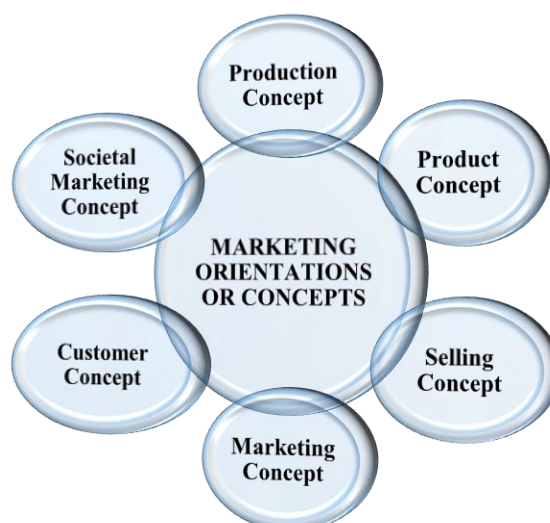 Production
Concept
Product
Concept
Selling
Concept
Marketing
Concept
Customer
Concept
Societal
Marketing
Concept
MARKETING
ORIENTATIONS
OR CONCEPTS